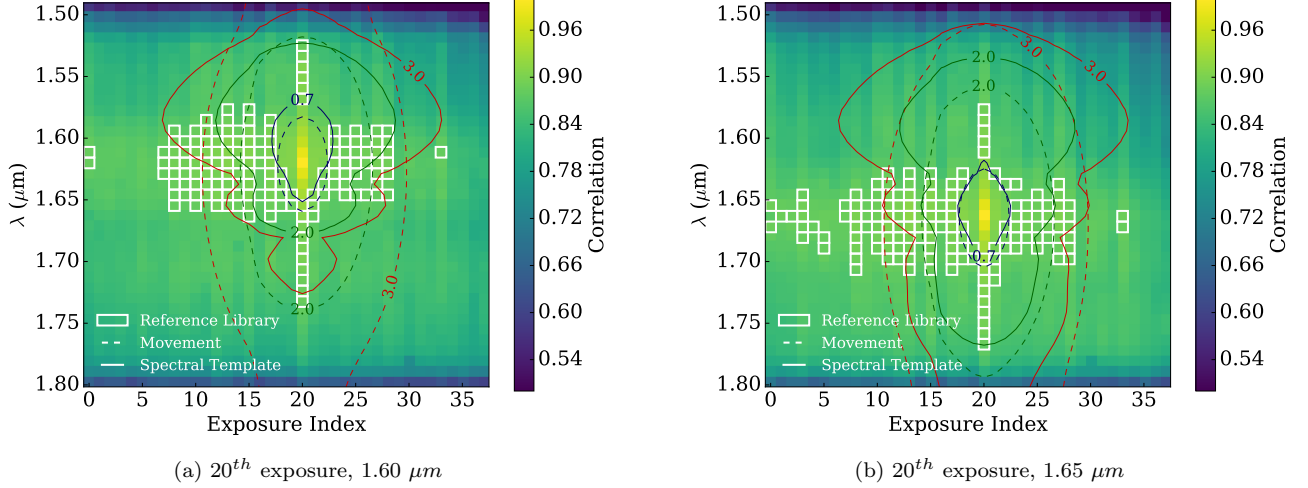 1.50
1.55
1.60
1.65
1.70
1.75
1.80
λ (μm)
0 5 10 15 20 25 30 35
Exposure Index
3.0
0.7
2.0
3.0
2.0
Reference Library
Movement
Spectral Template
0.96
0.90
0.84
0.78
0.72
0.66
0.60
0.54
Correlation
(a) 20th exposure, 1.60 μm
1.50
1.55
1.60
1.65
1.70
1.75
1.80
λ (μm)
0 5 10 15 20 25 30 35
Exposure Index
3.0
2.0
3.0
2.0
0.7
Reference Library
Movement
Spectral Template
0.96
0.90
0.84
0.78
0.72
0.66
0.60
0.54
Correlation
(b) 20th exposure, 1.65 μm